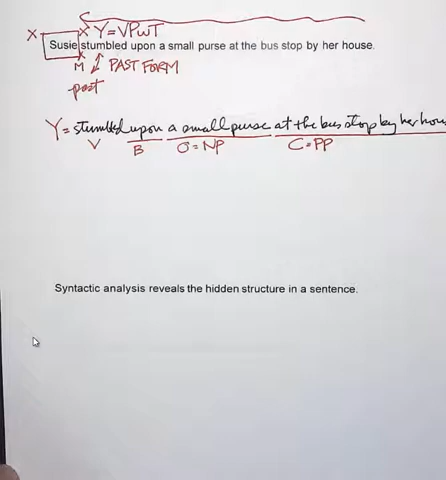 X X Y=VPWT
Susie stumbled upon a small purse at the bus stop by her house.
M PAST FORM
past
Y= stumbled upon a small purse at the bus stop by her hous
V B O=NP C=PP
Syntactic analysis reveals the hidden structure in a sentence.